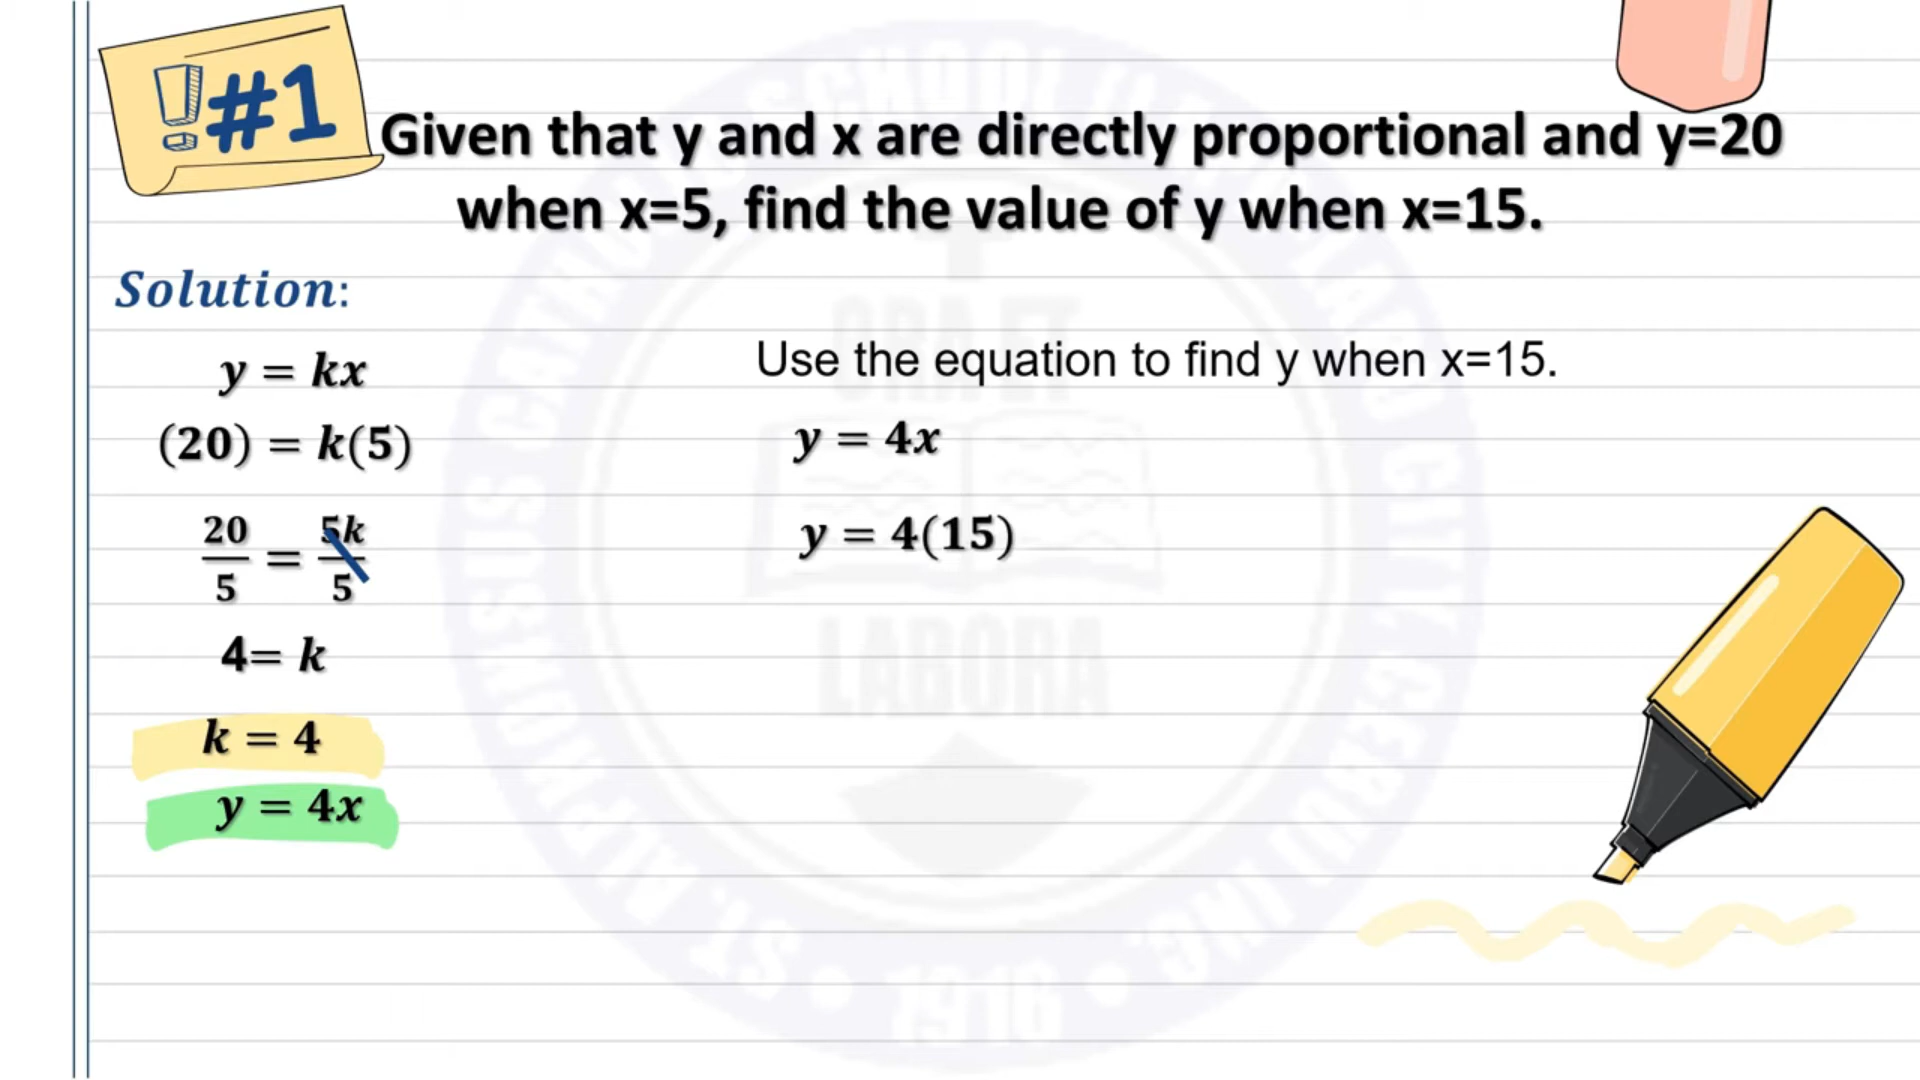 #1
Given that y and x are directly proportional and y=20
when x=5, find the value of y when x=15.
Solution:
y = kx
(20) = k(5)
20/5 = 5k/5
4= k
k = 4
y = 4x
Use the equation to find y when x=15.
y = 4x
y = 4(15)
LABORA
1916